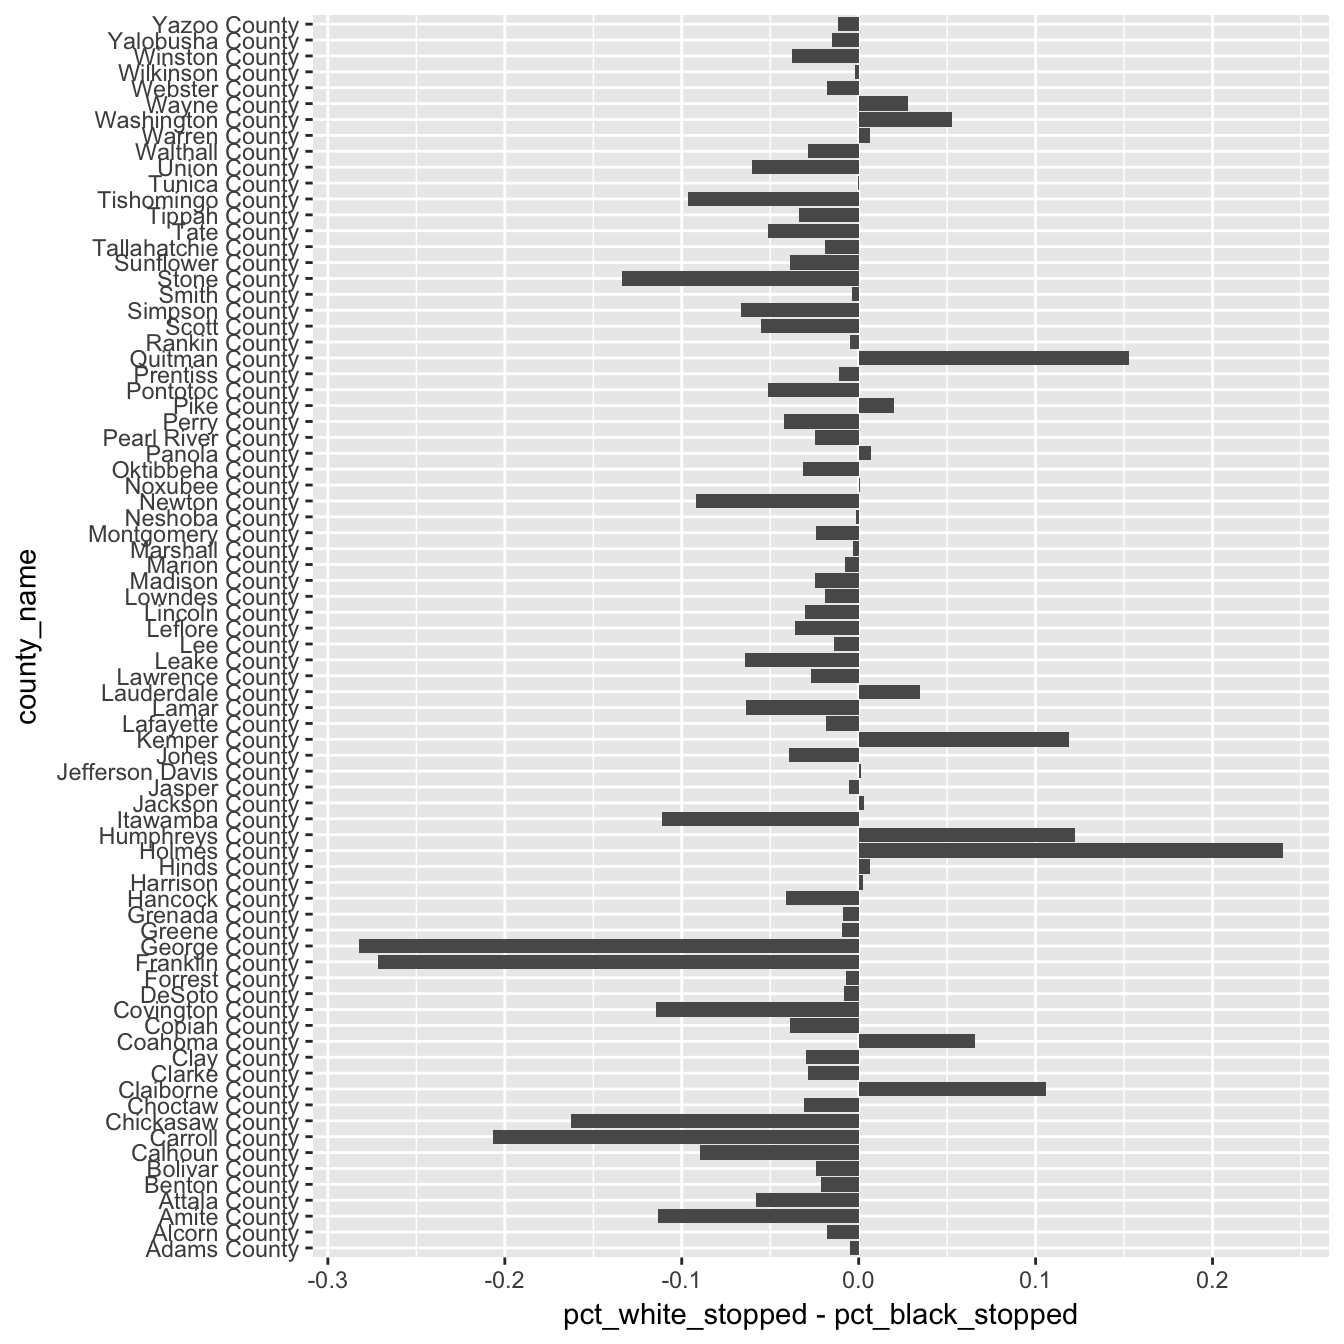 Yazoo County
Yalobusha County
Winston County
Wilkinson County
Webster County
Wayne County
Washington County
Warren County
Walthall County
Union County
Tunica County
Tishomingo County
Tippah County
Tate County
Tallahatchie County
Sunflower County
Stone County
Smith County
Simpson County
Scott County
Rankin County
Quitman County
Prentiss County
Pontotoc County
Pike County
Perry County
Pearl River County
Panola County
Oktibbeha County
Noxubee County
Newton County
Neshoba County
Montgomery County
Marshall County
Marion County
Madison County
Lowndes County
Lincoln County
Leflore County
Lee County
Leake County
Lawrence County
Lauderdale County
Lamar County
Lafayette County
Kemper County
Jones County
Jefferson Davis County
Jasper County
Jackson County
Itawamba County
Humphreys County
Holmes County
Hinds County
Harrison County
Hancock County
Grenada County
Greene County
George County
Franklin County
Forrest County
DeSoto County
Covington County
Copiah County
Coahoma County
Clay County
Clarke County
Claiborne County
Choctaw County
Chickasaw County
Carroll County
Calhoun County
Bolivar County
Benton County
Attala County
Amite County
Alcorn County
Adams County
county_name
-0.3 -0.2 -0.1 0.0 0.1 0.2
pct_white_stopped - pct_black_stopped